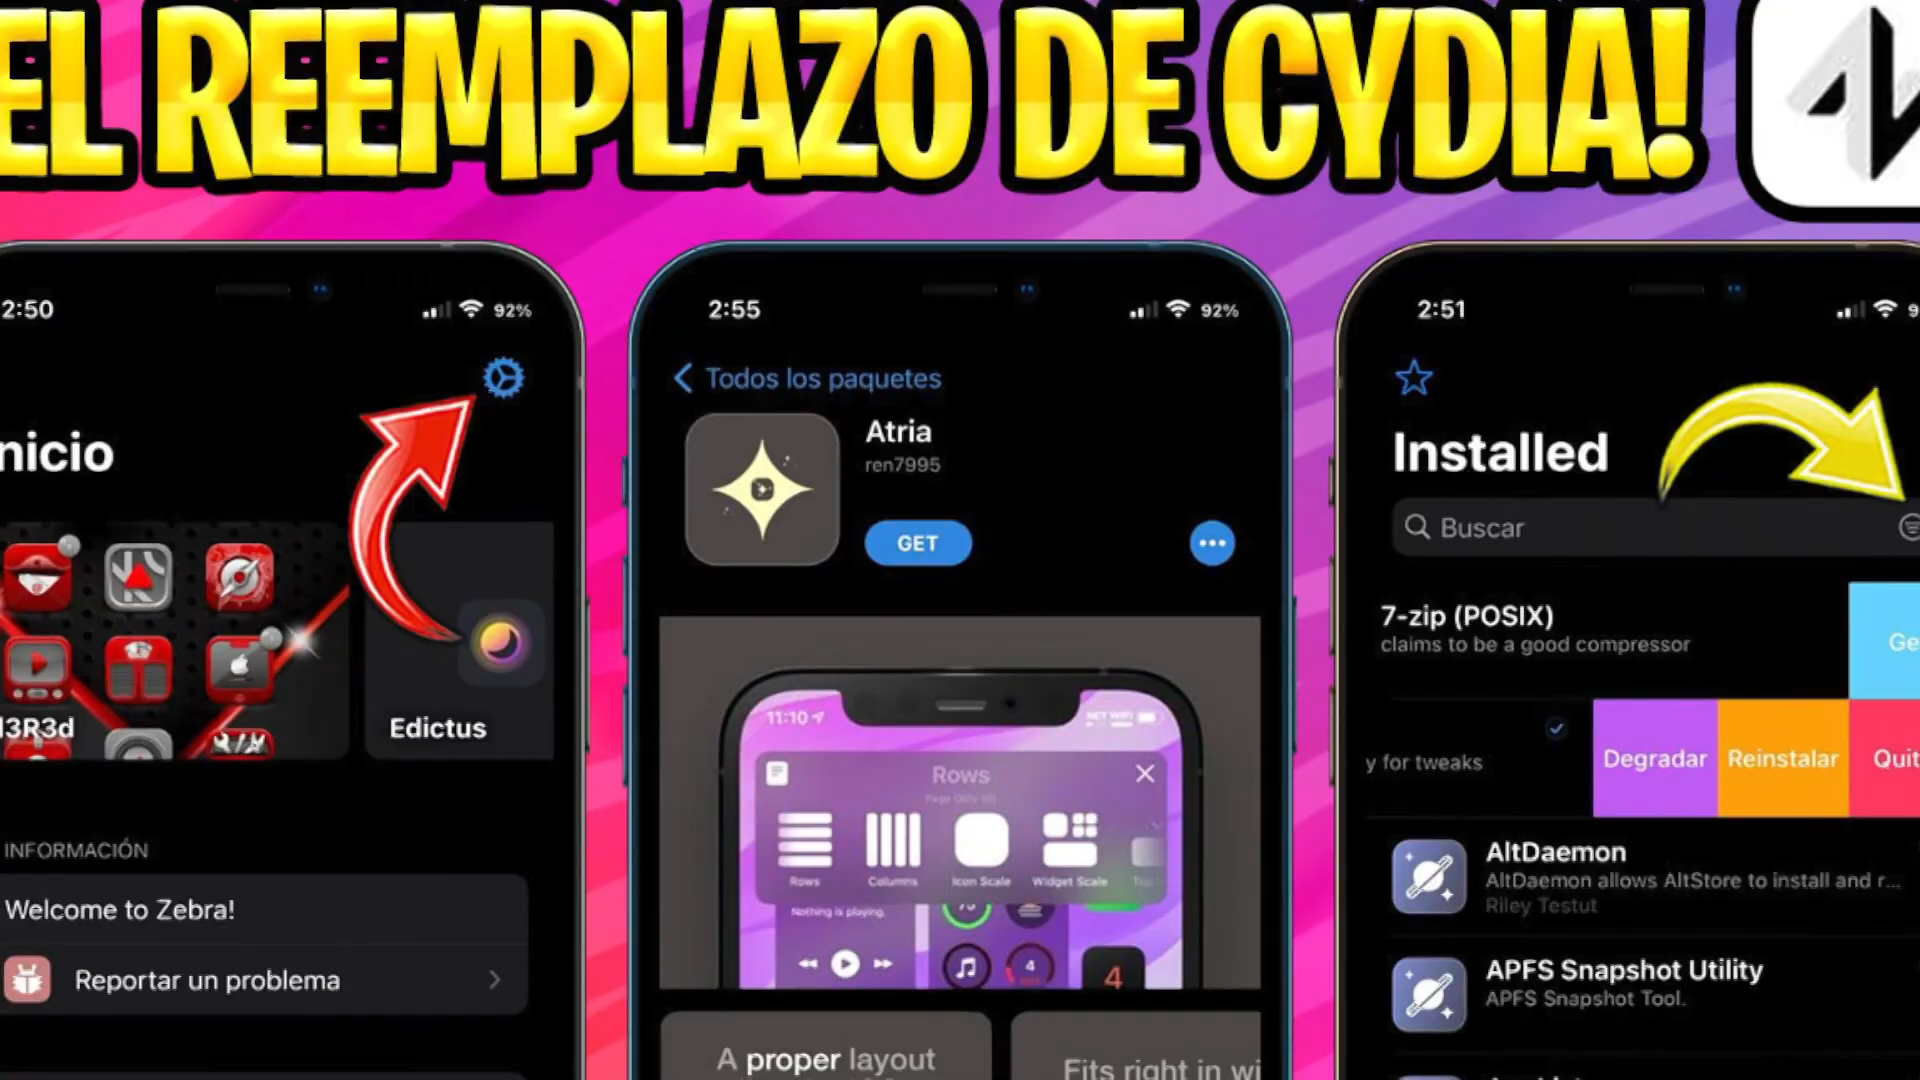 EL REEMPLAZO DE CYDIA!
2:50
92%
nicio
l3R3d
Edictus
INFORMACIÓN
Welcome to Zebra!
Reportar un problema
2:55
92%
Todos los paquetes
Atria
ren7995
GET
11:10
Rows
Rows
Columns
Icon Scale
Widget Scale
Nothing is playing.
4
4
A proper layout
Fits right in wi
2:51
9
Installed
Buscar
7-zip (POSIX)
claims to be a good compressor
Ge
y for tweaks
Degradar
Reinstalar
Quit
AltDaemon
AltDaemon allows AltStore to install and r...
Riley Testut
APFS Snapshot Utility
APFS Snapshot Tool.